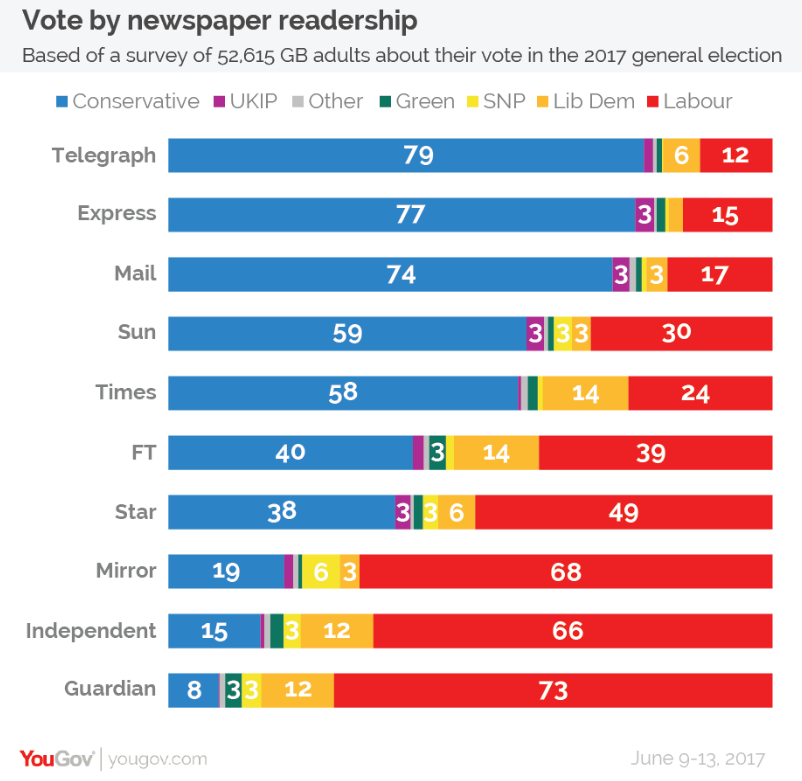 Vote by newspaper readership
Based of a survey of 52,615 GB adults about their vote in the 2017 general election
Conservative UKIP Other Green SNP Lib Dem Labour
Telegraph 79 6 12
Express 77 3 15
Mail 74 3 3 17
Sun 59 3 3 3 30
Times 58 14 24
FT 40 3 14 39
Star 38 3 3 6 49
Mirror 19 6 3 68
Independent 15 3 12 66
Guardian 8 3 3 12 73
YouGov yougov.com June 9-13, 2017